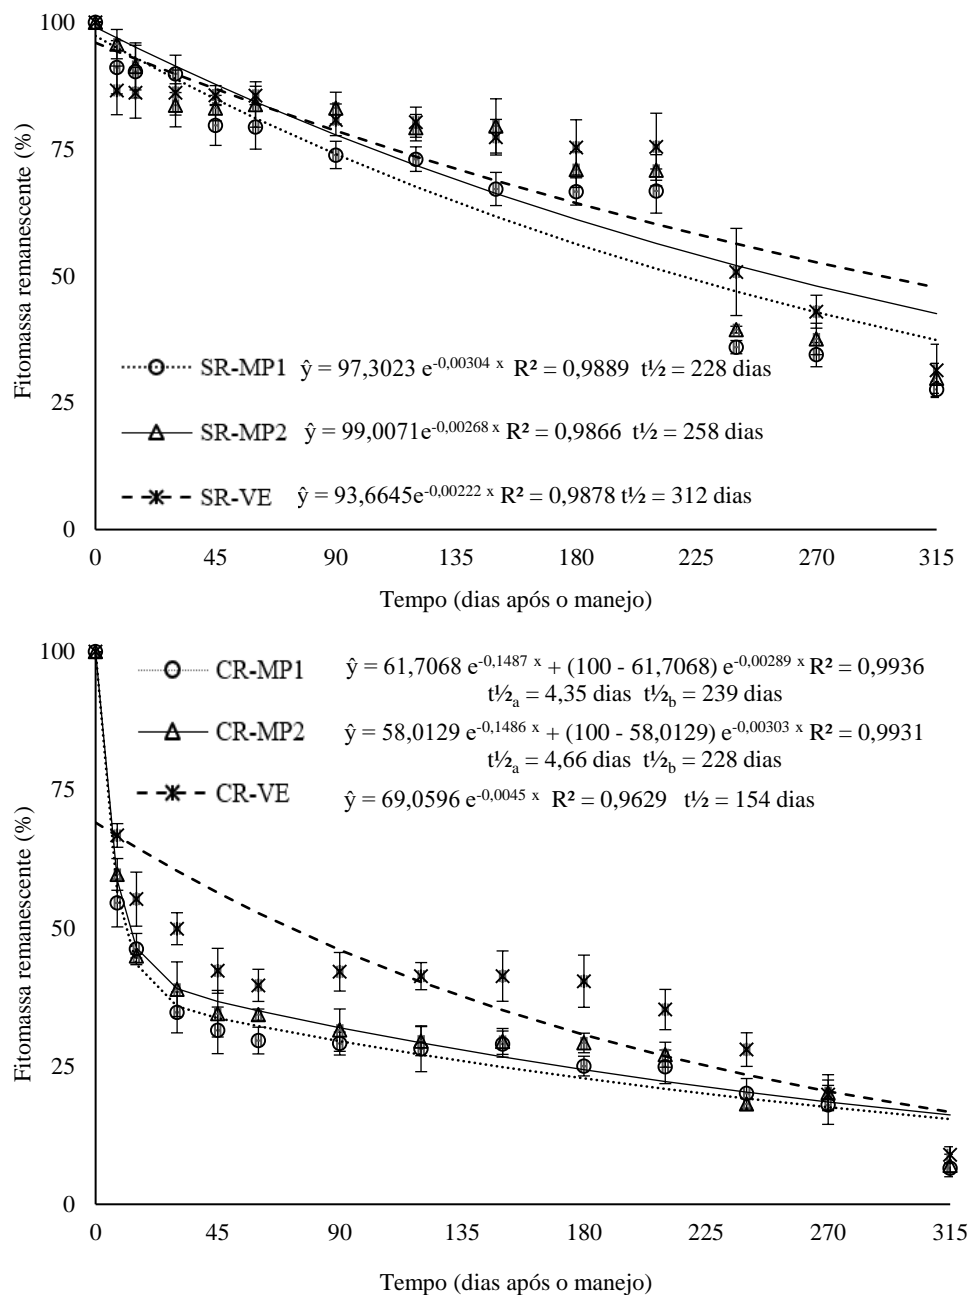 100
75
50
25
0
Fitomassa remanescente (%)
SR-MP1 ŷ = 97,3023 e-0,00304 x R² = 0,9889 t½ = 228 dias
SR-MP2 ŷ = 99,0071e-0,00268 x R² = 0,9866 t½ = 258 dias
SR-VE ŷ = 93,6645e-0,00222 x R² = 0,9878 t½ = 312 dias
0 45 90 135 180 225 270 315
Tempo (dias após o manejo)
100
75
50
25
0
Fitomassa remanescente (%)
CR-MP1 ŷ = 61,7068 e-0,1487 x + (100 - 61,7068) e-0,00289 x R² = 0,9936
t½a = 4,35 dias t½b = 239 dias
CR-MP2 ŷ = 58,0129 e-0,1486 x + (100 - 58,0129) e-0,00303 x R² = 0,9931
t½a = 4,66 dias t½b = 228 dias
CR-VE ŷ = 69,0596 e-0,0045 x R² = 0,9629 t½ = 154 dias
0 45 90 135 180 225 270 315
Tempo (dias após o manejo)